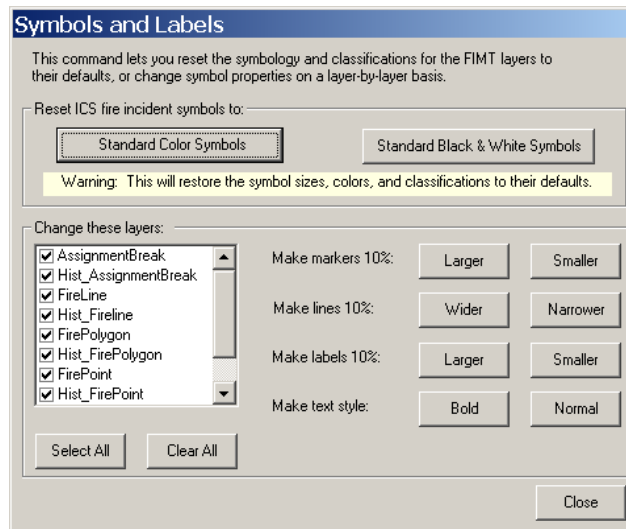 Symbols and Labels
This command lets you reset the symbology and classifications for the FIMT layers to
their defaults, or change symbol properties on a layer-by-layer basis.
Reset ICS fire incident symbols to:
Standard Color Symbols
Standard Black & White Symbols
Warning: This will restore the symbol sizes, colors, and classifications to their defaults.
Change these layers:
AssignmentBreak
Hist_AssignmentBreak
FireLine
Hist_Fireline
FirePolygon
Hist_FirePolygon
FirePoint
Hist_FirePoint
Select All
Clear All
Make markers 10%:
Larger
Smaller
Make lines 10%:
Wider
Narrower
Make labels 10%:
Larger
Smaller
Make text style:
Bold
Normal
Close